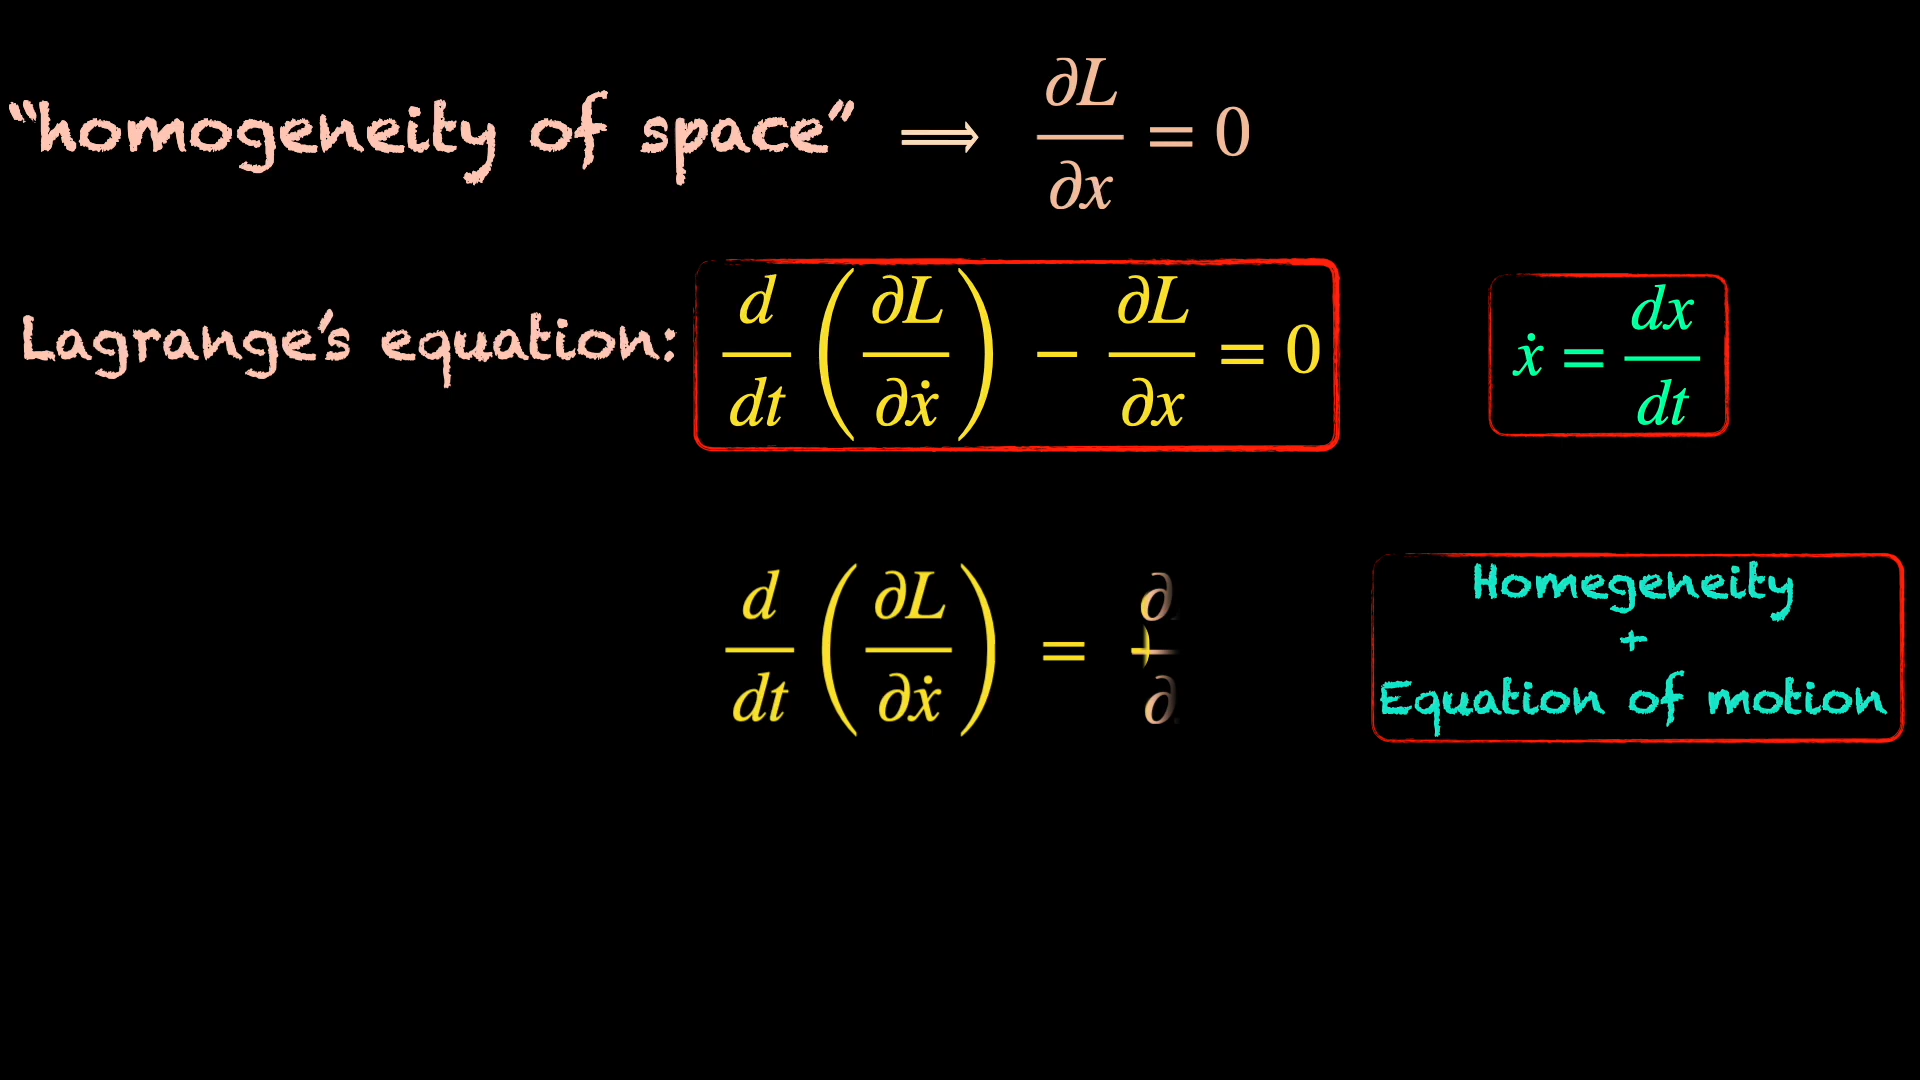 “homogeneity of space” ⟹ ∂L/∂x = 0
Lagrange’s equation: d/dt (∂L/∂ẋ) − ∂L/∂x = 0
ẋ = dx/dt
d/dt (∂L/∂ẋ) =
Homegeneity
+
Equation of motion